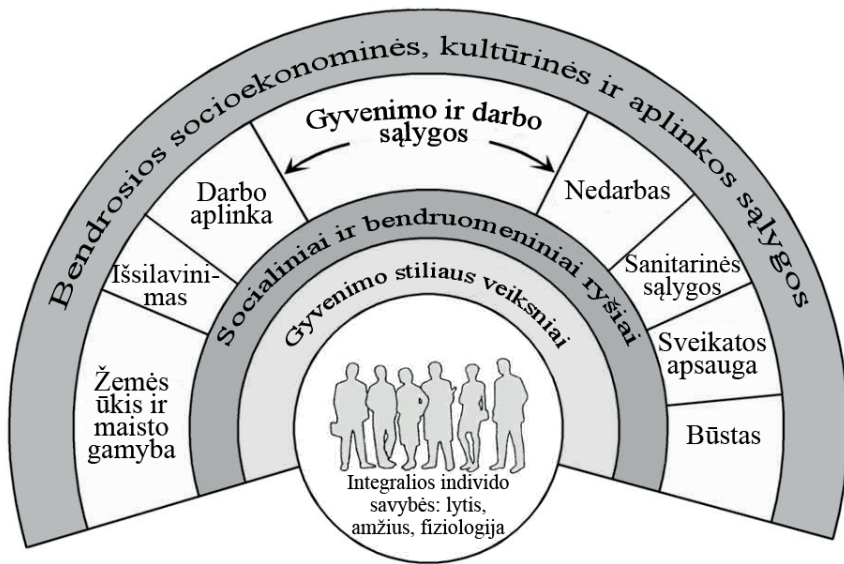 Bendrosios socioekonominės, kultūrinės ir aplinkos sąlygos
Gyvenimo ir darbo
sąlygos
Žemės
ūkis ir
maisto
gamyba
Išsilavini-
mas
Darbo
aplinka
Nedarbas
Sanitarinės
sąlygos
Sveikatos
apsauga
Būstas
Socialiniai ir bendruomeniniai ryšiai
Gyvenimo stiliaus veiksniai
Integralios individo
savybės: lytis,
amžius, fiziologija